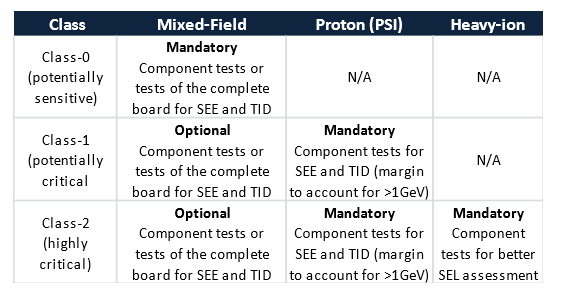 Class Mixed-Field Proton (PSI) Heavy-ion
Class-0
(potentially
sensitive)
Mandatory
Component tests or
tests of the complete
board for SEE and TID
N/A
N/A
Class-1
(potentially
critical
Optional
Component tests or
tests of the complete
board for SEE and TID
Mandatory
Component tests for
SEE and TID (margin
to account for >1GeV)
N/A
Class-2
(highly
critical)
Optional
Component tests or
tests of the complete
board for SEE and TID
Mandatory
Component tests for
SEE and TID (margin
to account for >1GeV)
Mandatory
Component
tests for better
SEL assessment